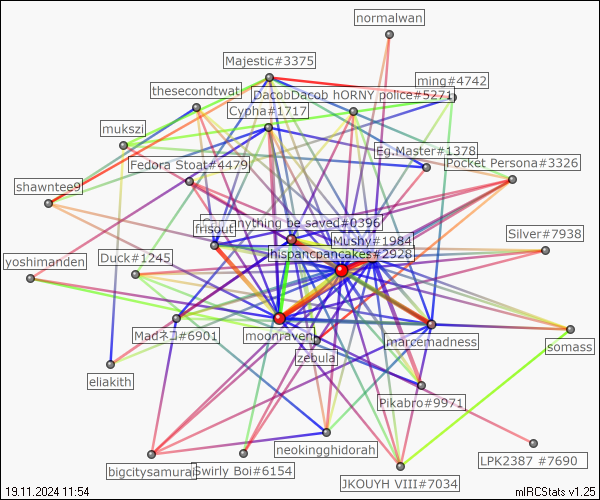 normalwan
Majestic#3375
ming#4742
thesecondtwat
DacobDacob hORNY police#5271
Cypha#1717
mukszi
Eg.Master#1378
Fedora Stoat#4479
Pocket Persona#3326
shawntee9
anything be saved#0396
frisout
Mushy#1984
Silver#7938
hispancpancakes#2928
yoshimanden
Duck#1245
Madネコ#6901
moonraven
marcemadness
somass
zebula
eliakith
Pikabro#9971
neokingghidorah
bigcitysamurai
Swirly Boi#6154
LPK2387 #7690
JKOUYH VIII#7034
19.11.2024 11:54
mIRCStats v1.25